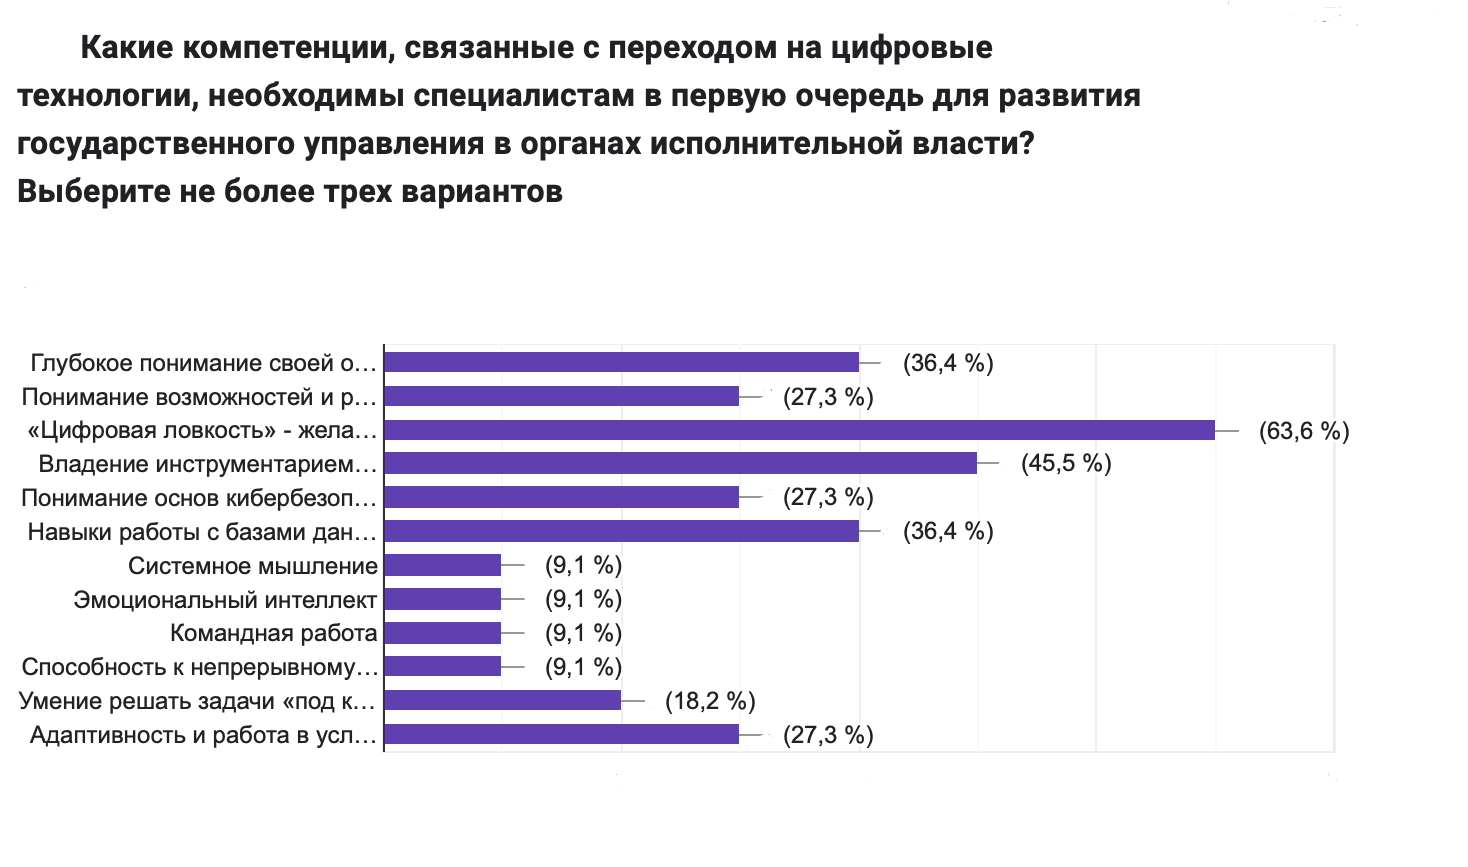 Какие компетенции, связанные с переходом на цифровые
технологии, необходимы специалистам в первую очередь для развития
государственного управления в органах исполнительной власти?
Выберите не более трех вариантов
Глубокое понимание своей о… (36,4 %)
Понимание возможностей и р… (27,3 %)
«Цифровая ловкость» - жела… (63,6 %)
Владение инструментарием… (45,5 %)
Понимание основ кибербезоп… (27,3 %)
Навыки работы с базами дан… (36,4 %)
Системное мышление (9,1 %)
Эмоциональный интеллект (9,1 %)
Командная работа (9,1 %)
Способность к непрерывному… (9,1 %)
Умение решать задачи «под к… (18,2 %)
Адаптивность и работа в усл… (27,3 %)